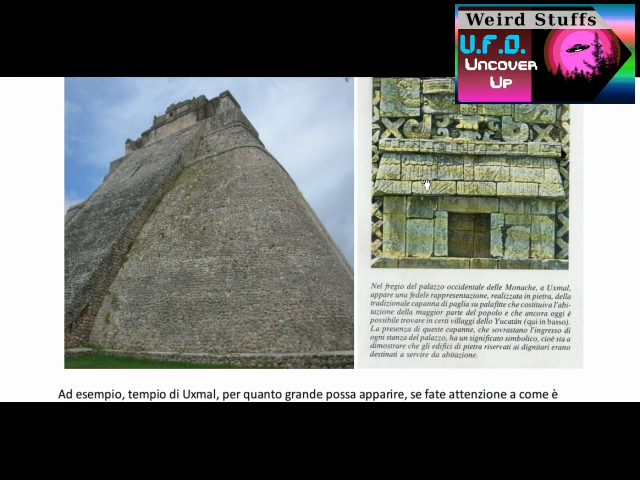 Weird Stuffs
U.F.O.
Uncover
Up
Nel fregio del palazzo occidentale delle Monache, a Uxmal,
appare una fedele rappresentazione, realizzata in pietra, della
tradizionale capanna di paglia su palafitte che costituiva l'abi-
tazione della maggior parte del popolo e che ancora oggi è
possibile trovare in certi villaggi dello Yucatán (qui in basso).
La presenza di queste capanne, che sovrastano l'ingresso di
ogni stanza del palazzo, ha un significato simbolico, cioè sta a
dimostrare che gli edifici di pietra riservati ai dignitari erano
destinati a servire da abitazione.
Ad esempio, tempio di Uxmal, per quanto grande possa apparire, se fate attenzione a come è